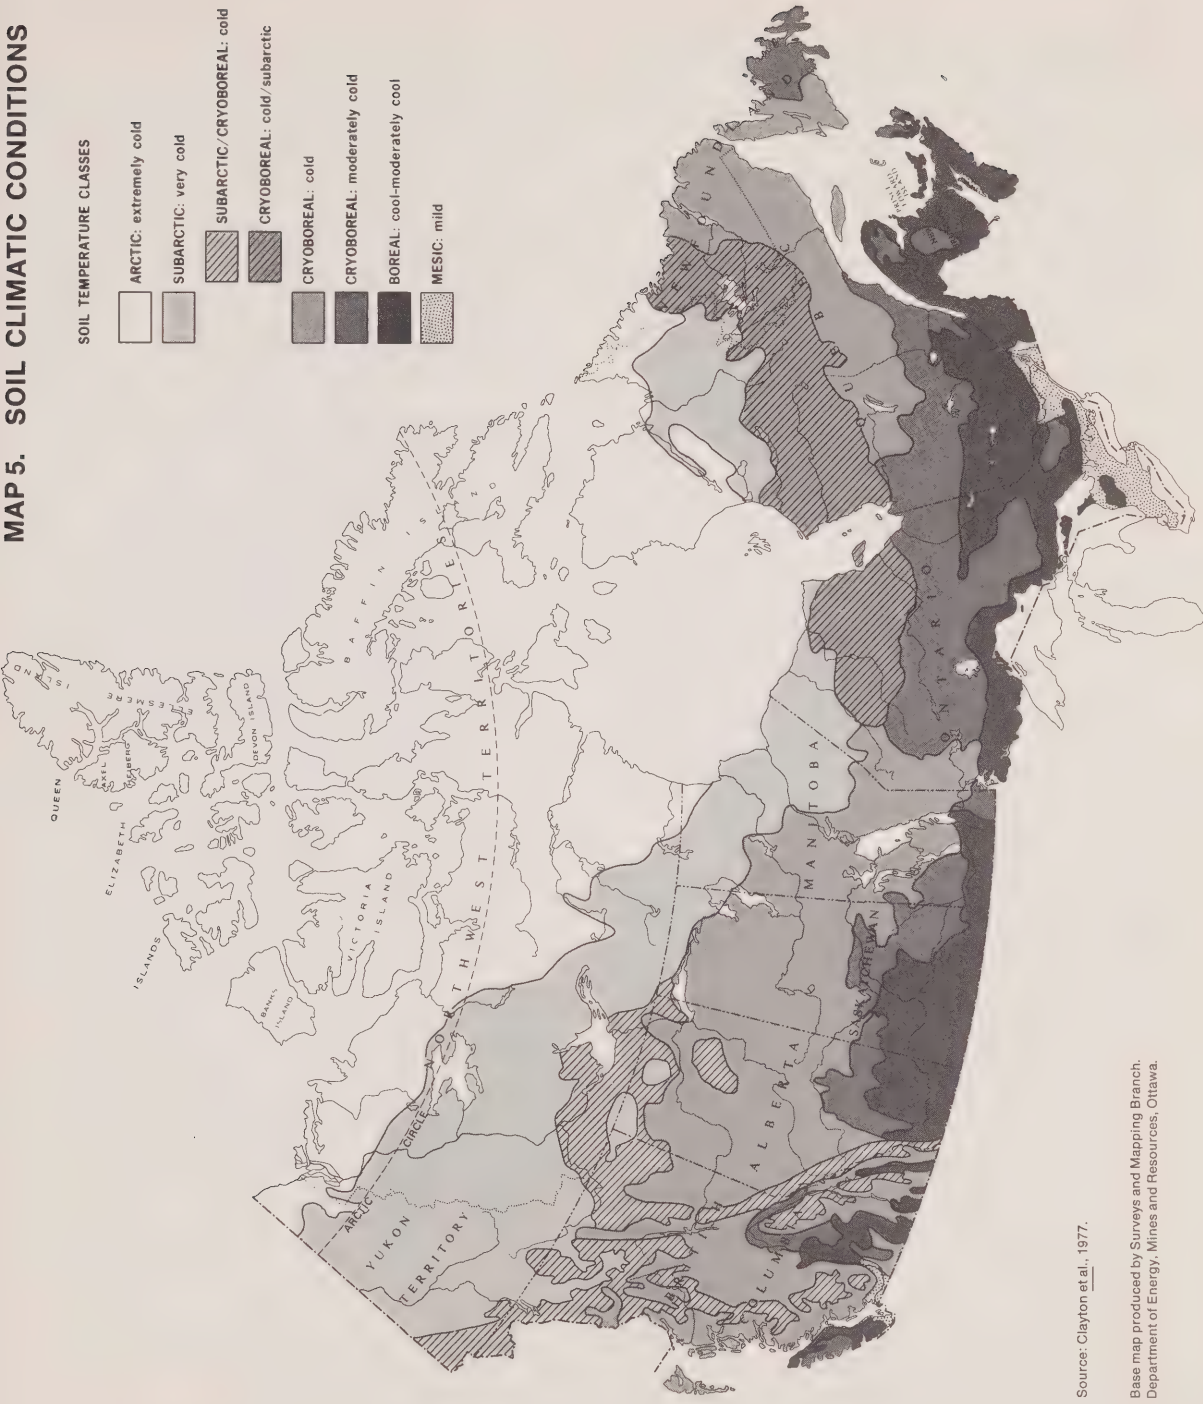 MAP 5. SOIL CLIMATIC CONDITIONS
SOIL TEMPERATURE CLASSES
ARCTIC: extremely cold
SUBARCTIC: very cold
SUBARCTIC/CRYOBOREAL: cold
CRYOBOREAL: cold/subarctic
CRYOBOREAL: cold
CRYOBOREAL: moderately cold
BOREAL: cool-moderately cool
MESIC: mild
QUEEN
ELIZABETH
ISLANDS
ELLESMERE
ISLAND
AXEL
HEIBERG
DEVON ISLAND
BAFFIN
VICTORIA
ISLAND
BANKS
ISLAND
NORTHWEST TERRITORIES
ARCTIC
CIRCLE
YUKON
TERRITORY
ALBERTA
SASKATCHEWAN
MANITOBA
ONTARIO
QUEBEC
PRINCE
EDWARD
ISLAND
Source: Clayton et al., 1977.
Base map produced by Surveys and Mapping Branch.
Department of Energy, Mines and Resources, Ottawa.